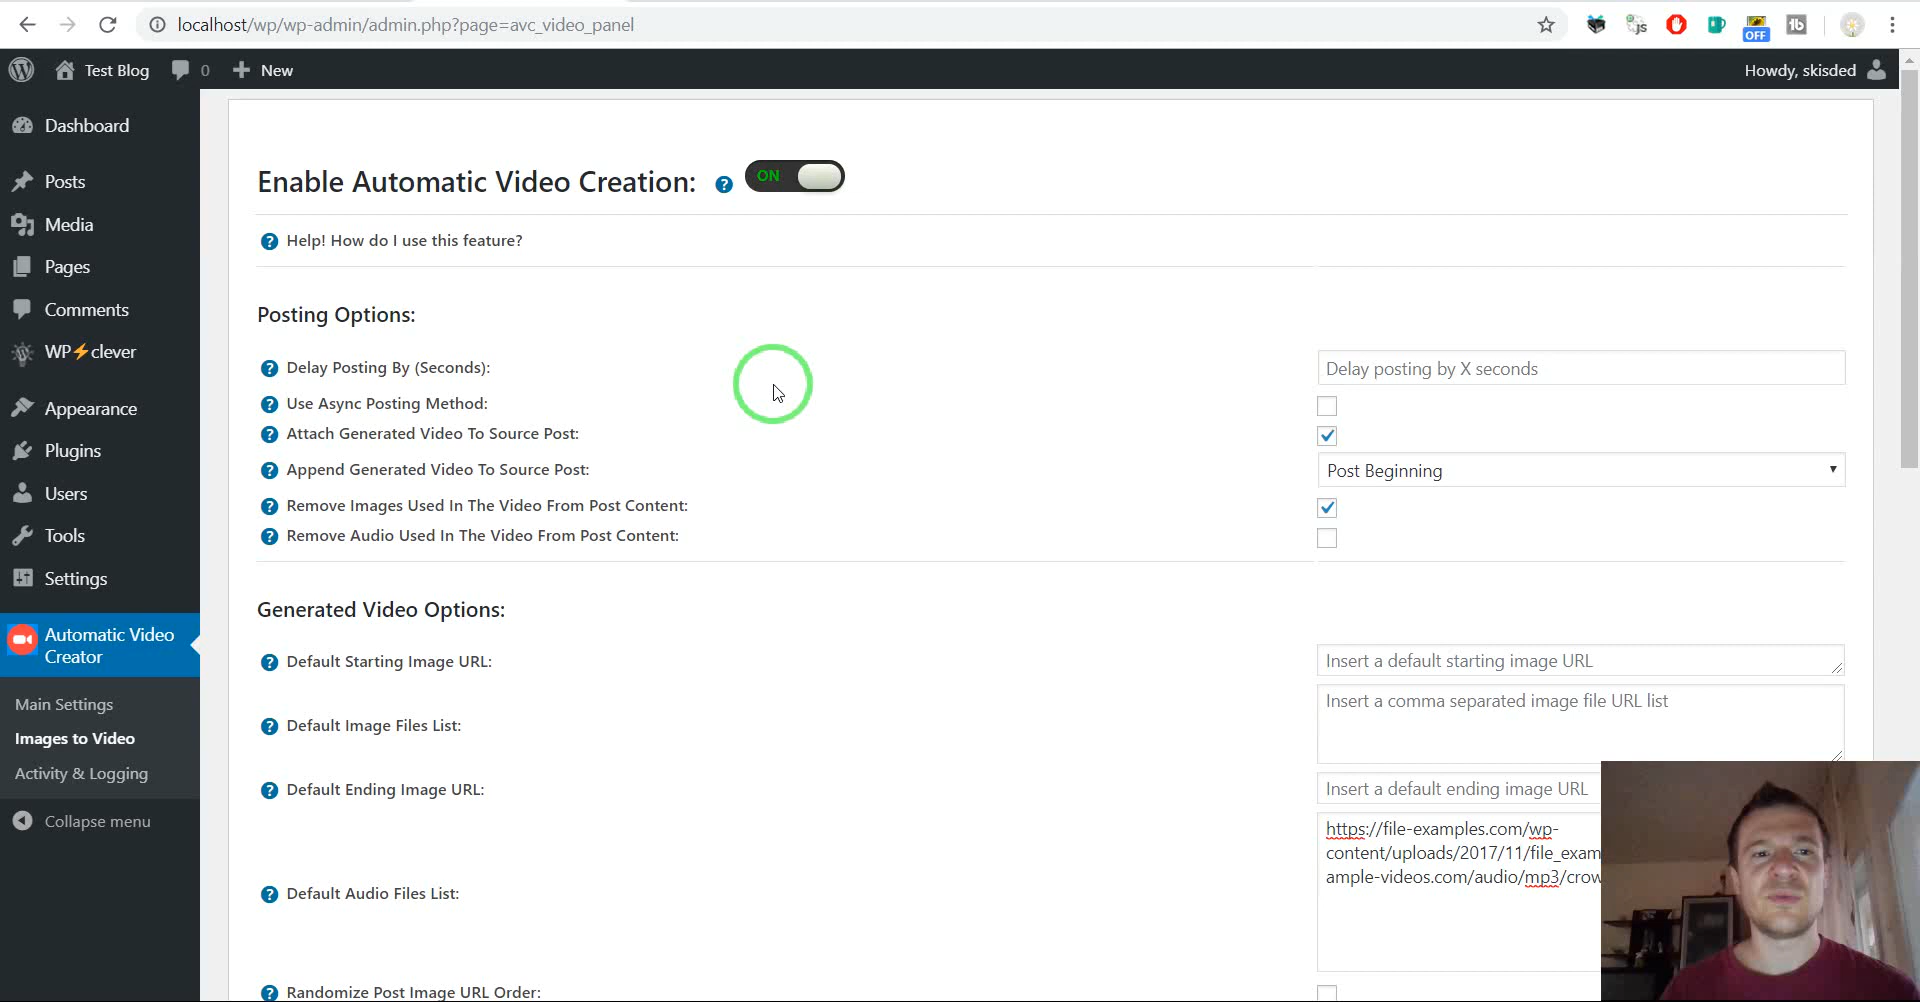 localhost/wp/wp-admin/admin.php?page=avc_video_panel
OFF
Test Blog
0
New
Howdy, skisded
Dashboard
Posts
Media
Pages
Comments
WP⚡clever
Appearance
Plugins
Users
Tools
Settings
Automatic Video
Creator
Main Settings
Images to Video
Activity & Logging
Collapse menu
Enable Automatic Video Creation:
ON
Help! How do I use this feature?
Posting Options:
Delay Posting By (Seconds):
Delay posting by X seconds
Use Async Posting Method:
Attach Generated Video To Source Post:
Append Generated Video To Source Post:
Post Beginning
Remove Images Used In The Video From Post Content:
Remove Audio Used In The Video From Post Content:
Generated Video Options:
Default Starting Image URL:
Insert a default starting image URL
Default Image Files List:
Insert a comma separated image file URL list
Default Ending Image URL:
Insert a default ending image URL
Default Audio Files List:
https://file-examples.com/wp-
content/uploads/2017/11/file_exam
ample-videos.com/audio/mp3/crow
Randomize Post Image URL Order: